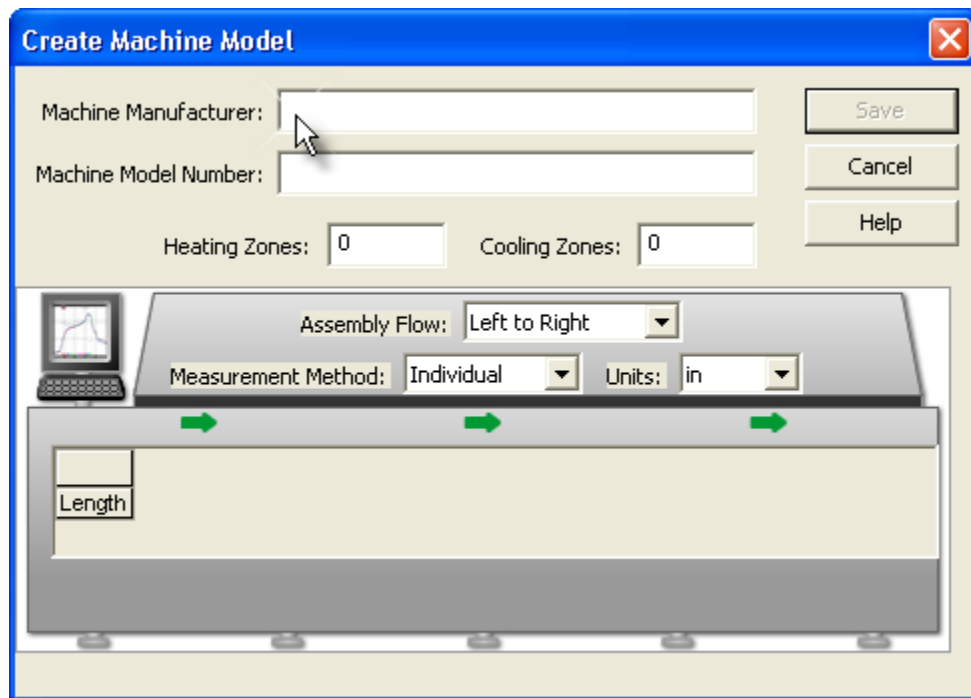 Create Machine Model
Machine Manufacturer:
Save
Machine Model Number:
Cancel
Help
Heating Zones: 0 Cooling Zones: 0
Assembly Flow: Left to Right
Measurement Method: Individual Units: in
Length